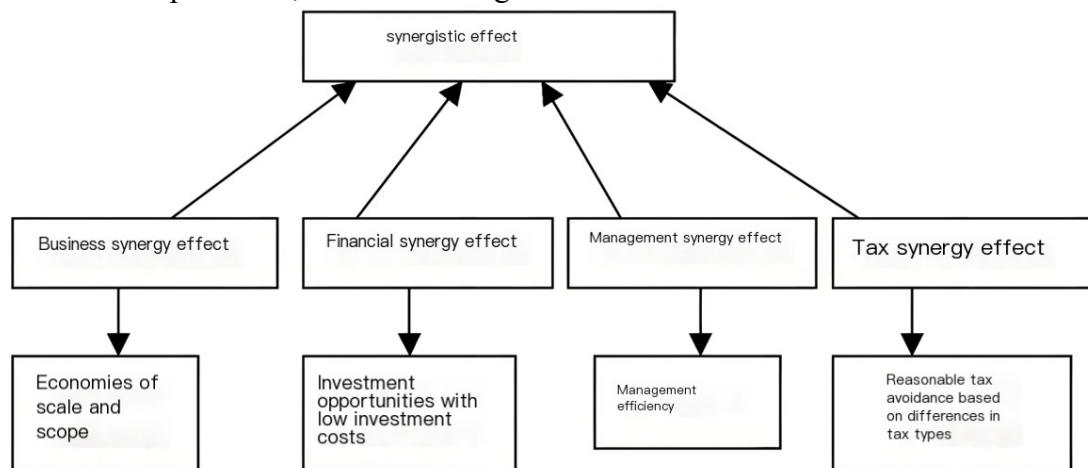 synergistic effect
Business synergy effect
Financial synergy effect
Management synergy effect
Tax synergy effect
Economies of
scale and
scope
Investment
opportunities with
low investment
costs
Management
efficiency
Reasonable tax
avoidance based
on differences in
tax types